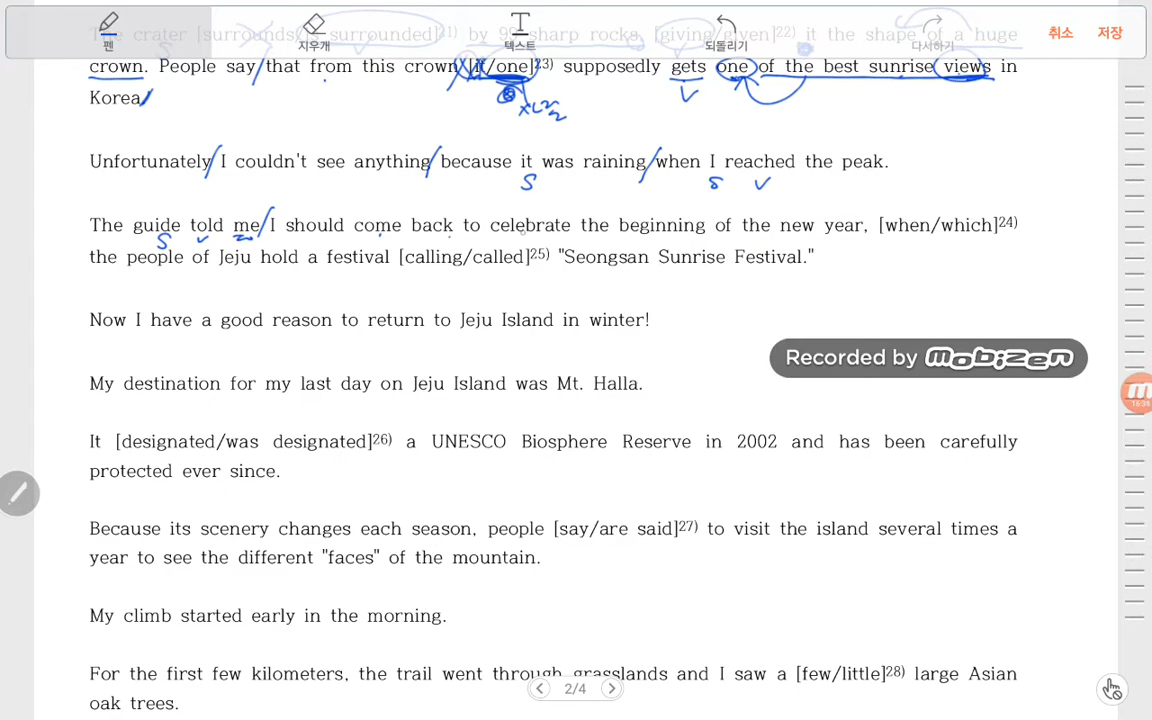 펜
지우개
텍스트
되돌리기
다시하기
취소
저장
The crater [surrounds/is surrounded]21) by 99 sharp rocks, [giving/given]22) it the shape of a huge
crown. People say that from this crown [it/one]23) supposedly gets one of the best sunrise views in
Korea
S
V
Unfortunately I couldn't see anything because it was raining when I reached the peak.
S S V
The guide told me I should come back to celebrate the beginning of the new year, [when/which]24)
S V
the people of Jeju hold a festival [calling/called]25) "Seongsan Sunrise Festival."
Now I have a good reason to return to Jeju Island in winter!
Recorded by mobizen
My destination for my last day on Jeju Island was Mt. Halla.
It [designated/was designated]26) a UNESCO Biosphere Reserve in 2002 and has been carefully
protected ever since.
Because its scenery changes each season, people [say/are said]27) to visit the island several times a
year to see the different "faces" of the mountain.
My climb started early in the morning.
For the first few kilometers, the trail went through grasslands and I saw a [few/little]28) large Asian
oak trees.
2/4